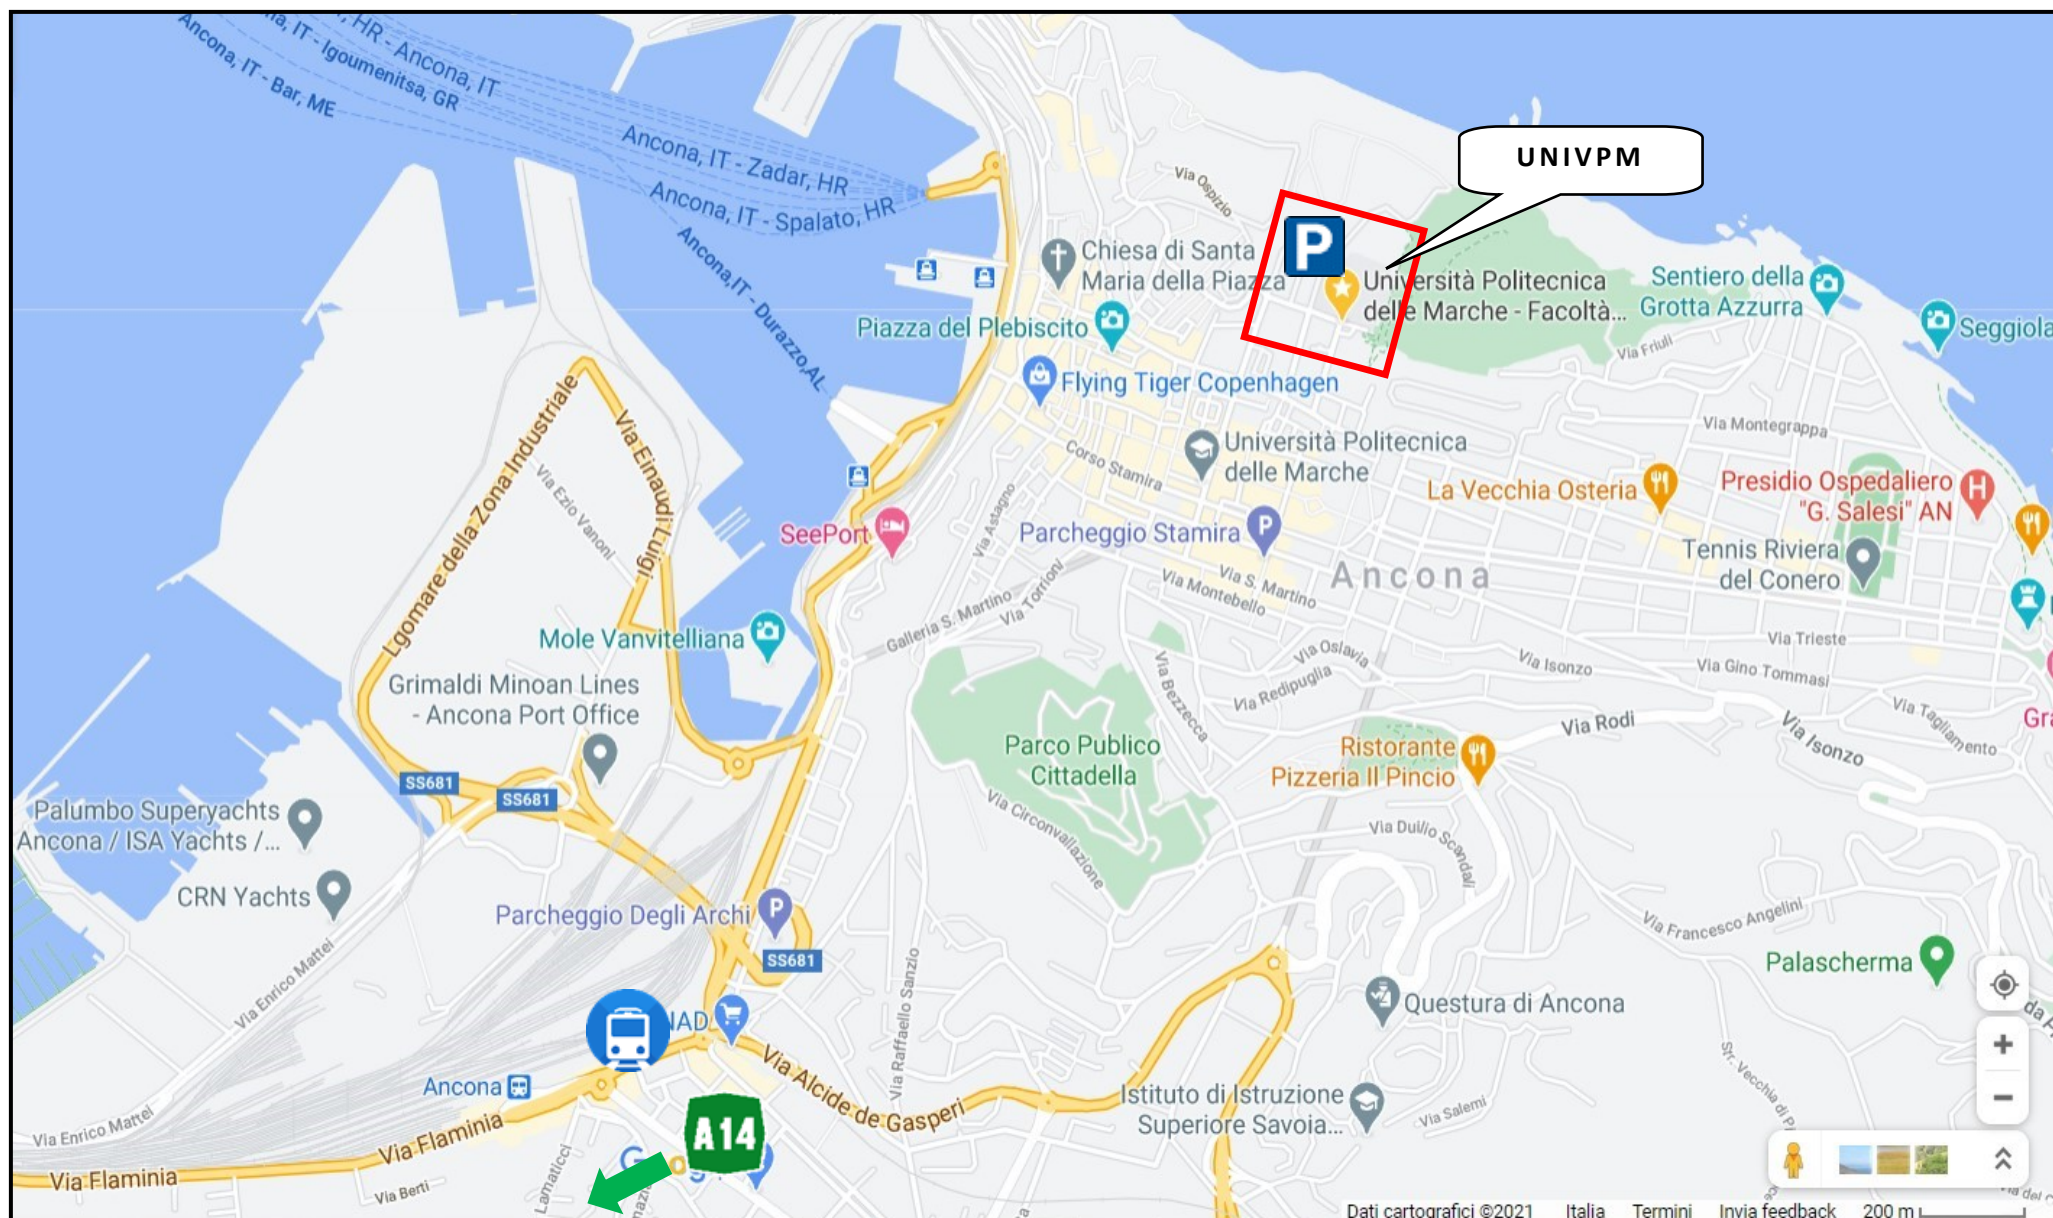 HR - Ancona, IT
IT - Igoumenitsa, GR
Ancona, IT - Bar, ME
Ancona, IT - Zadar, HR
Ancona, IT - Spalato, HR
Ancona,IT - Durazzo,AL
UNIVPM
Via Ospizio
P
Chiesa di Santa
Maria della Piazza
Università Politecnica
delle Marche - Facoltà...
Sentiero della
Grotta Azzurra
Seggiola
Piazza del Plebiscito
Via Friuli
Flying Tiger Copenhagen
Lgomare della Zona Industriale
Via Einaudi Luigi
Via Ezio Vanoni
Via Montegrappa
Università Politecnica
delle Marche
Corso Stamira
La Vecchia Osteria
Presidio Ospedaliero
"G. Salesi" AN
H
SeePort
Via Astagno
Parcheggio Stamira
P
Tennis Riviera
del Conero
Ancona
Via S. Martino
Via Montebello
Galleria S. Martino
Via Torrioni
Mole Vanvitelliana
Via Trieste
Via Oslavia
Via Isonzo
Via Gino Tommasi
Via Redipuglia
Via Bezzecca
Grimaldi Minoan Lines
- Ancona Port Office
Via Rodi
Via Isonzo
Via Tagliamento
Gra
Parco Publico
Cittadella
Ristorante
Pizzeria Il Pincio
SS681
SS681
Palumbo Superyachts
Ancona / ISA Yachts /...
Via Circonvallazione
Via Duilio Scandali
CRN Yachts
Parcheggio Degli Archi
P
SS681
Via Francesco Angelini
Palascherma
Via Enrico Mattei
Via Raffaello Sanzio
Questura di Ancona
da
NAD
Ancona
Via Alcide de Gasperi
Str. Vecchia di P
Istituto di Istruzione
Superiore Savoia...
Via Salemi
Via Enrico Mattei
Via Flaminia
A14
Via Flaminia
Via Berti
Lamaticci
Dati cartografici ©2021 Italia Termini Invia feedback 200 m